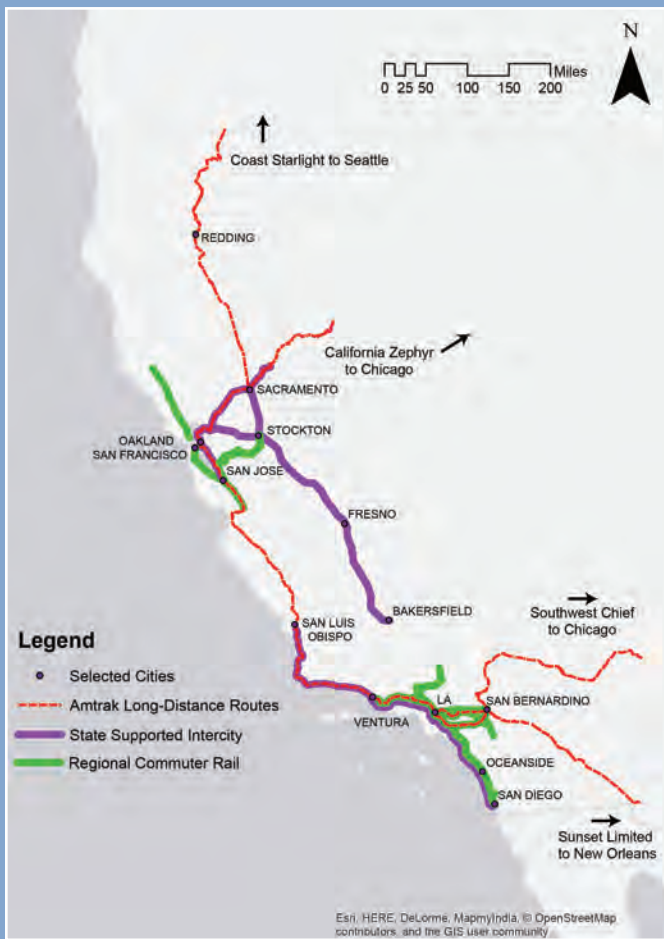 N
Miles
0 25 50 100 150 200
Coast Starlight to Seattle
REDDING
California Zephyr
to Chicago
SACRAMENTO
STOCKTON
OAKLAND
SAN FRANCISCO
SAN JOSE
FRESNO
BAKERSFIELD
SAN LUIS
OBISPO
Southwest Chief
to Chicago
LA
SAN BERNARDINO
VENTURA
OCEANSIDE
SAN DIEGO
Sunset Limited
to New Orleans
Legend
Selected Cities
Amtrak Long-Distance Routes
State Supported Intercity
Regional Commuter Rail
Esri, HERE, DeLorme, MapmyIndia, © OpenStreetMap
contributors, and the GIS user community